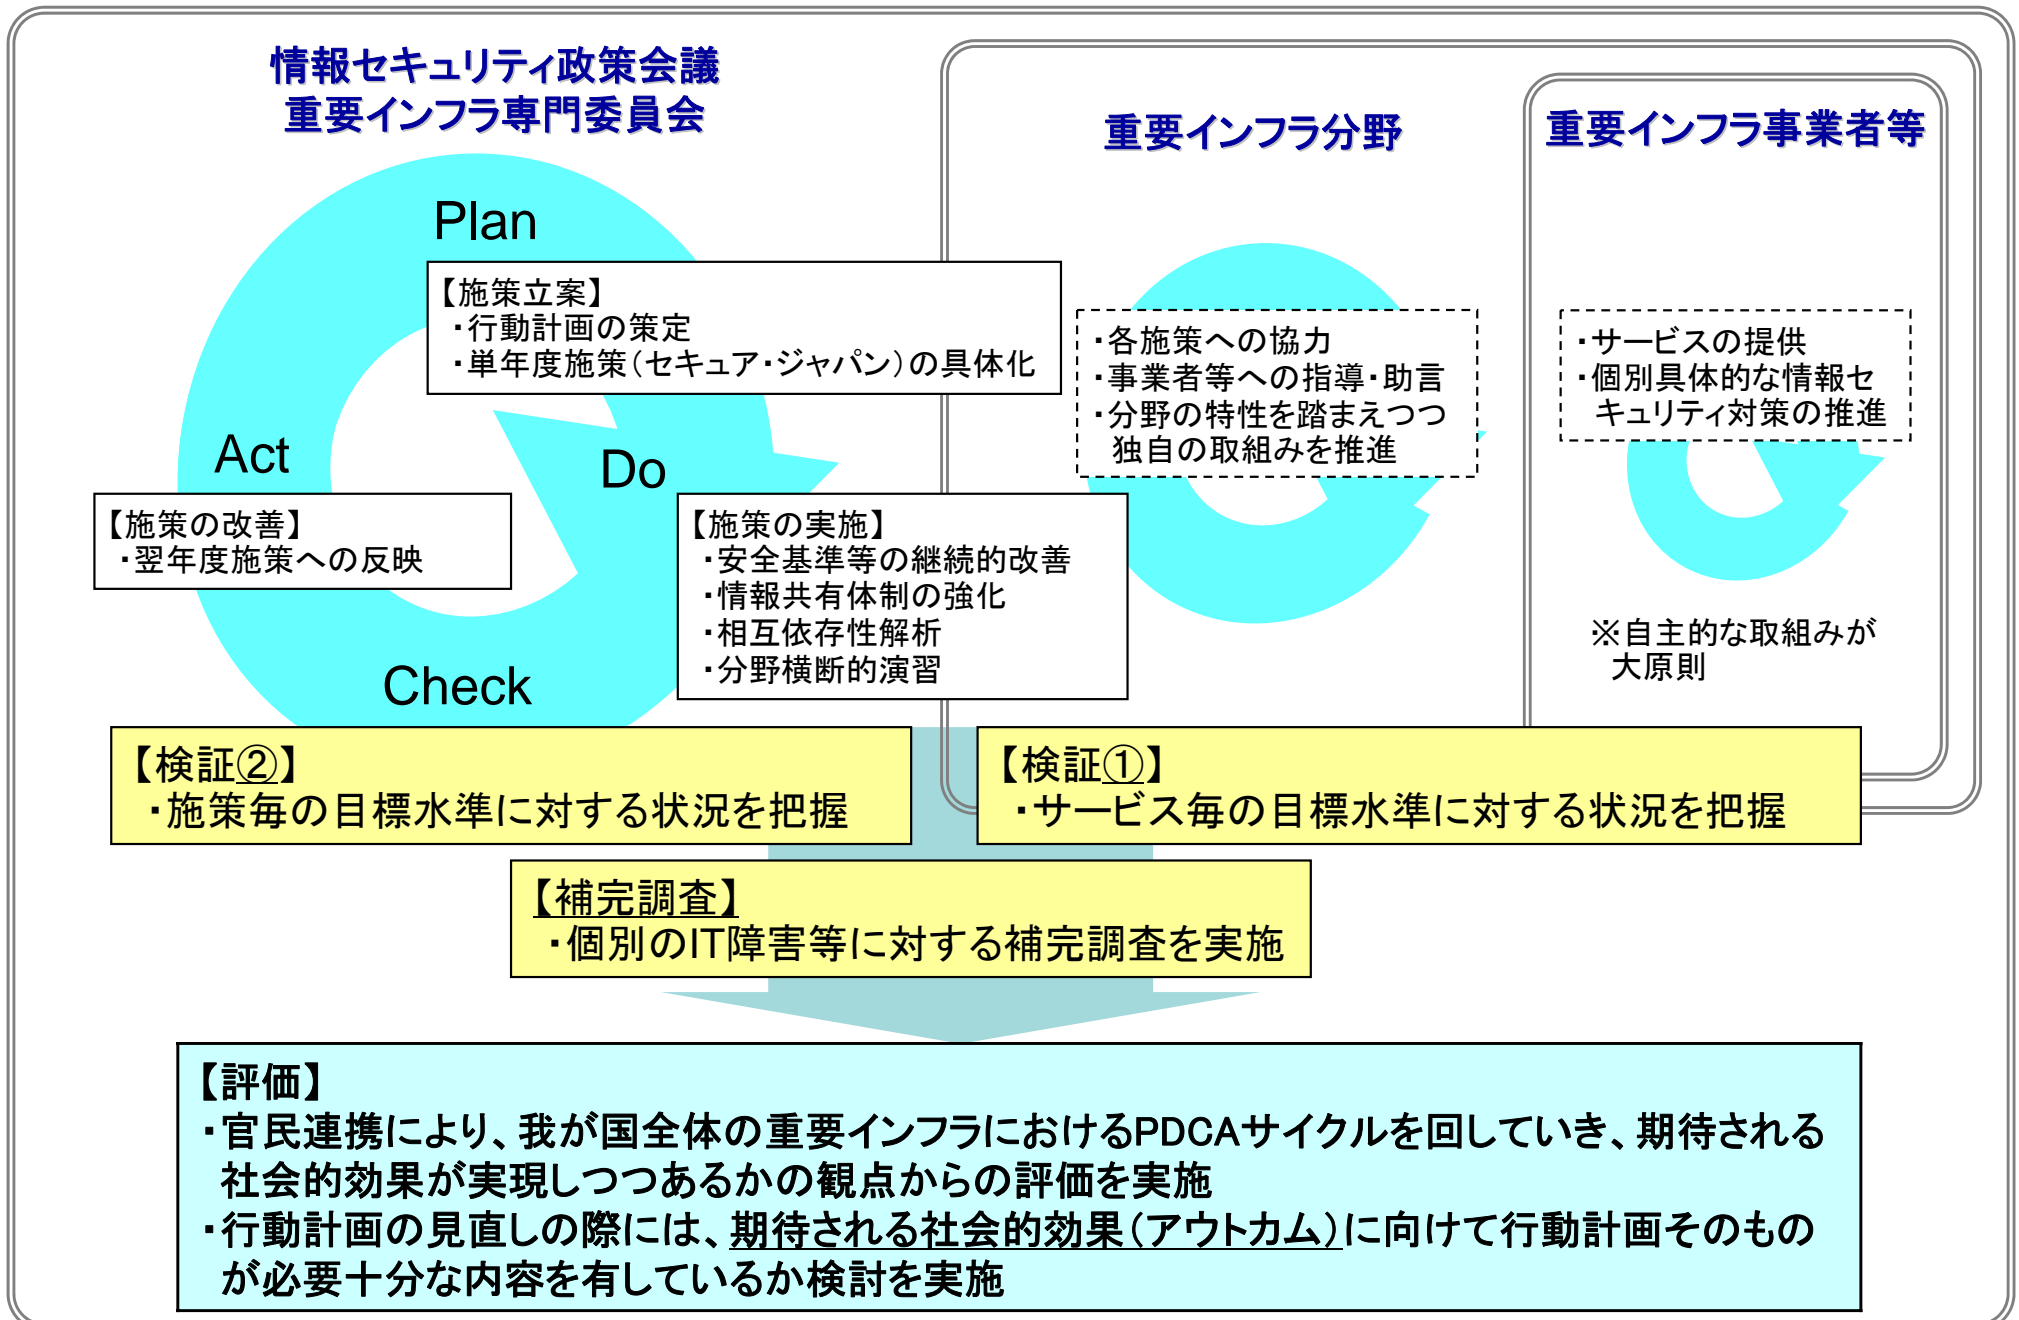 情報セキュリティ政策会議
重要インフラ専門委員会
重要インフラ分野
重要インフラ事業者等
Plan
【施策立案】
・行動計画の策定
・単年度施策（セキュア・ジャパン）の具体化
・各施策への協力
・事業者等への指導・助言
・分野の特性を踏まえつつ
独自の取組みを推進
・サービスの提供
・個別具体的な情報セ
キュリティ対策の推進
Act
Do
【施策の改善】
・翌年度施策への反映
【施策の実施】
・安全基準等の継続的改善
・情報共有体制の強化
・相互依存性解析
・分野横断的演習
※自主的な取組みが
大原則
Check
【検証②】
・施策毎の目標水準に対する状況を把握
【検証①】
・サービス毎の目標水準に対する状況を把握
【補完調査】
・個別のIT障害等に対する補完調査を実施
【評価】
・官民連携により、我が国全体の重要インフラにおけるPDCAサイクルを回していき、期待される
社会的効果が実現しつつあるかの観点からの評価を実施
・行動計画の見直しの際には、期待される社会的効果（アウトカム）に向けて行動計画そのもの
が必要十分な内容を有しているか検討を実施